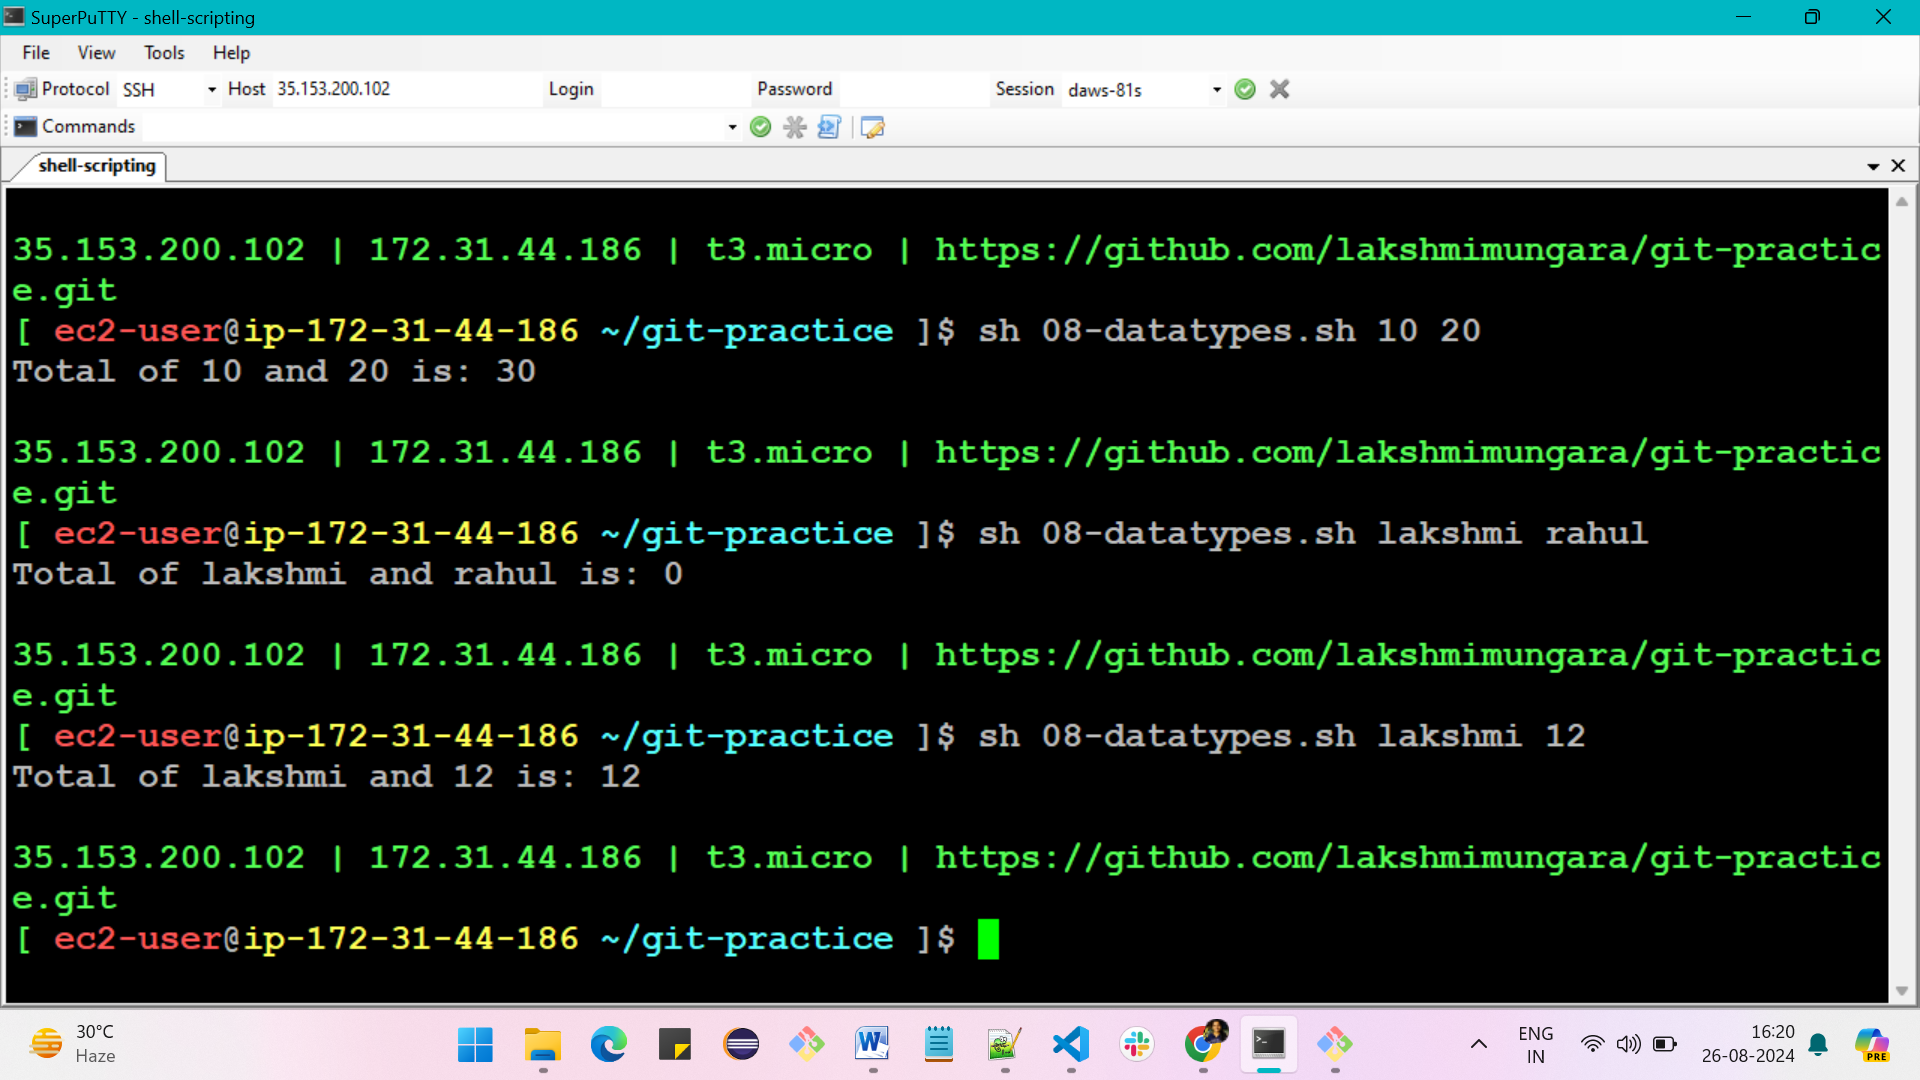 SuperPuTTY - shell-scripting
File View Tools Help
Protocol SSH Host 35.153.200.102 Login Password Session daws-81s
Commands
shell-scripting
35.153.200.102 | 172.31.44.186 | t3.micro | https://github.com/lakshmimungara/git-practic
e.git
[ ec2-user@ip-172-31-44-186 ~/git-practice ]$ sh 08-datatypes.sh 10 20
Total of 10 and 20 is: 30
35.153.200.102 | 172.31.44.186 | t3.micro | https://github.com/lakshmimungara/git-practic
e.git
[ ec2-user@ip-172-31-44-186 ~/git-practice ]$ sh 08-datatypes.sh lakshmi rahul
Total of lakshmi and rahul is: 0
35.153.200.102 | 172.31.44.186 | t3.micro | https://github.com/lakshmimungara/git-practic
e.git
[ ec2-user@ip-172-31-44-186 ~/git-practice ]$ sh 08-datatypes.sh lakshmi 12
Total of lakshmi and 12 is: 12
35.153.200.102 | 172.31.44.186 | t3.micro | https://github.com/lakshmimungara/git-practic
e.git
[ ec2-user@ip-172-31-44-186 ~/git-practice ]$
30°C
Haze
ENG
IN
16:20
26-08-2024
PRE